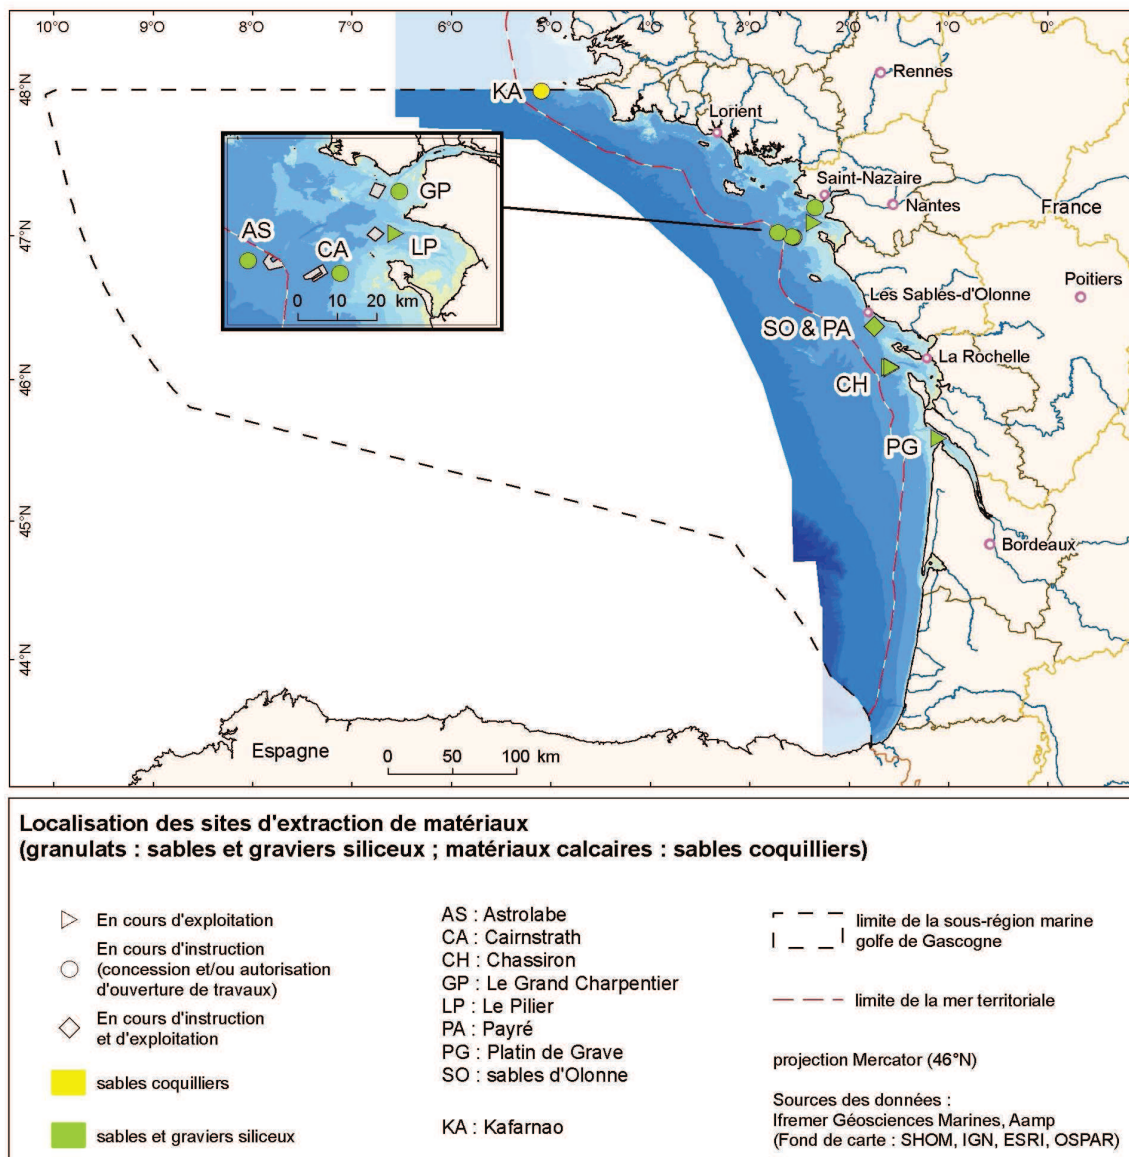 10°O 9°O 8°O 7°O 6°O 5°O 4°O 3°O 2°O 1°O 0°
48°N
47°N
46°N
45°N
44°N
KA
Rennes
Lorient
Saint-Nazaire
Nantes
France
GP
AS
CA
LP
0 10 20 km
Poitiers
Les Sables-d'Olonne
SO & PA
La Rochelle
CH
PG
Bordeaux
Espagne
0 50 100 km
Localisation des sites d'extraction de matériaux
(granulats : sables et graviers siliceux ; matériaux calcaires : sables coquilliers)
En cours d'exploitation
En cours d'instruction
(concession et/ou autorisation
d'ouverture de travaux)
En cours d'instruction
et d'exploitation
sables coquilliers
sables et graviers siliceux
AS : Astrolabe
CA : Cairnstrath
CH : Chassiron
GP : Le Grand Charpentier
LP : Le Pilier
PA : Payré
PG : Platin de Grave
SO : sables d'Olonne
KA : Kafarnao
limite de la sous-région marine
golfe de Gascogne
limite de la mer territoriale
projection Mercator (46°N)
Sources des données :
Ifremer Géosciences Marines, Aamp
(Fond de carte : SHOM, IGN, ESRI, OSPAR)